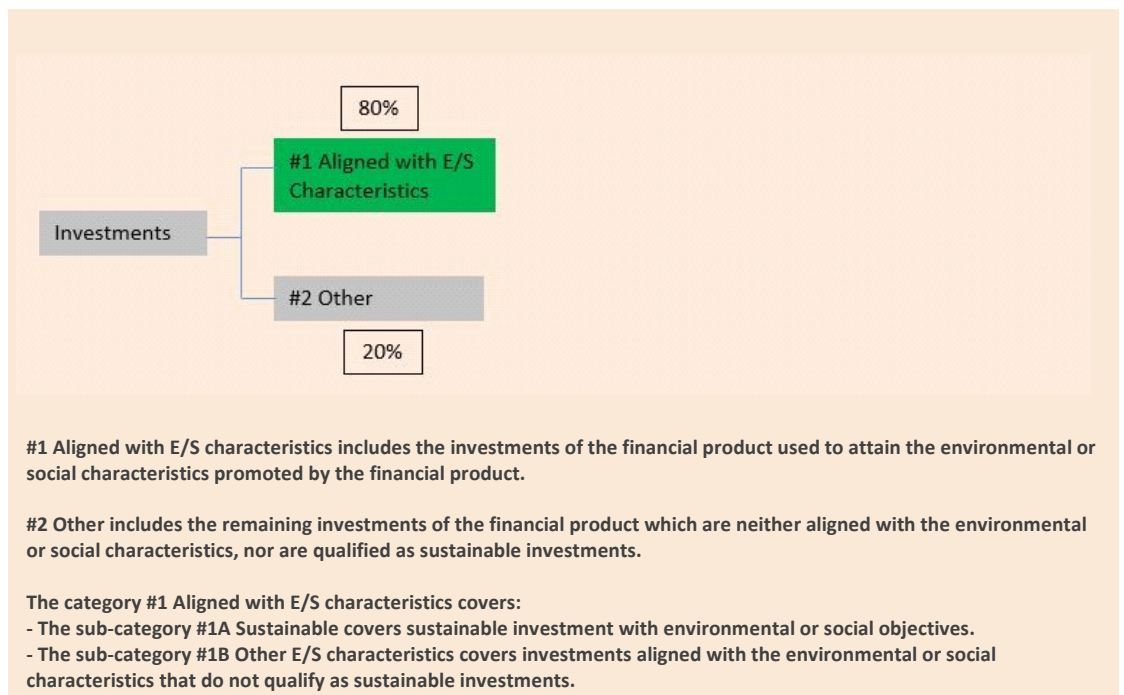 80%
#1 Aligned with E/S
Characteristics
Investments
#2 Other
20%
#1 Aligned with E/S characteristics includes the investments of the financial product used to attain the environmental or
social characteristics promoted by the financial product.
#2 Other includes the remaining investments of the financial product which are neither aligned with the environmental
or social characteristics, nor are qualified as sustainable investments.
The category #1 Aligned with E/S characteristics covers:
- The sub-category #1A Sustainable covers sustainable investment with environmental or social objectives.
- The sub-category #1B Other E/S characteristics covers investments aligned with the environmental or social
characteristics that do not qualify as sustainable investments.